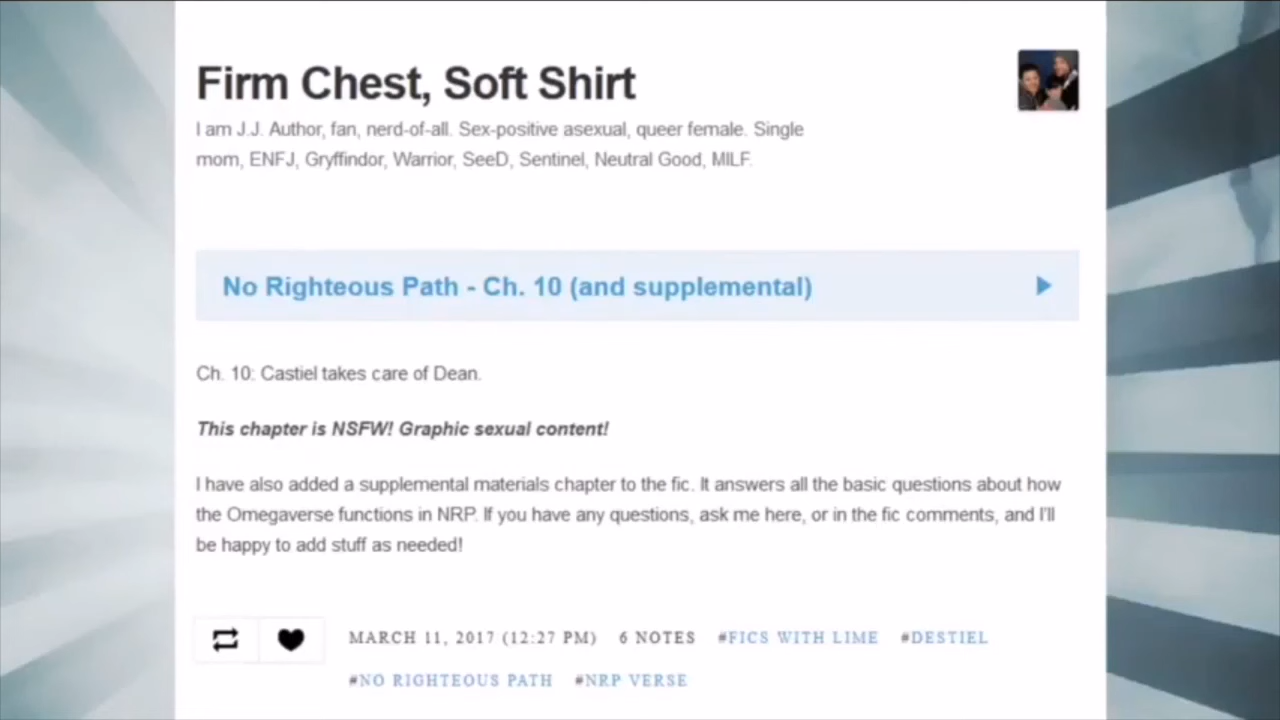 Firm Chest, Soft Shirt
I am J.J. Author, fan, nerd-of-all. Sex-positive asexual, queer female. Single
mom, ENFJ, Gryffindor, Warrior, SeeD, Sentinel, Neutral Good, MILF.
No Righteous Path - Ch. 10 (and supplemental)
Ch. 10: Castiel takes care of Dean.
This chapter is NSFW! Graphic sexual content!
I have also added a supplemental materials chapter to the fic. It answers all the basic questions about how
the Omegaverse functions in NRP. If you have any questions, ask me here, or in the fic comments, and I'll
be happy to add stuff as needed!
MARCH 11, 2017 (12:27 PM) 6 NOTES #FICS WITH LIME #DESTIEL
#NO RIGHTEOUS PATH #NRP VERSE